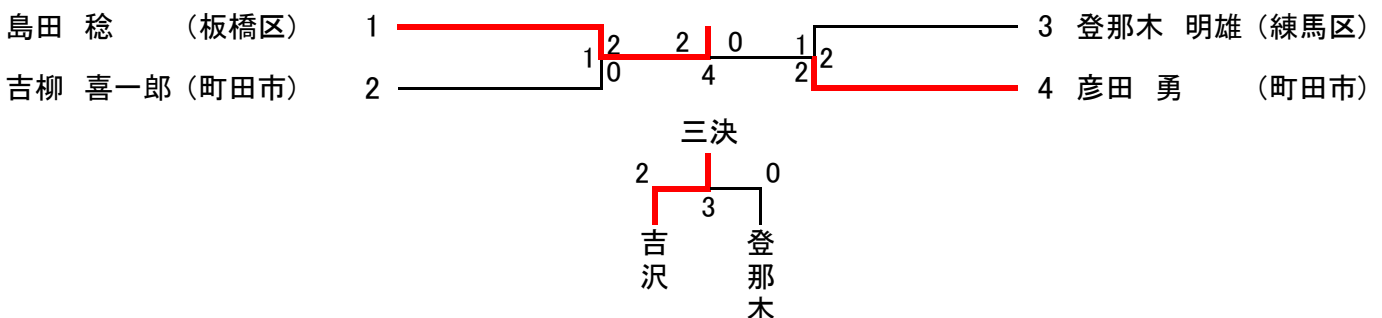 島田 稔 （板橋区） 1
吉柳 喜一郎（町田市） 2
1
2
0
2 0
4
1
2
2
3 登那木 明雄（練馬区）
4 彦田 勇 （町田市）
三決
2 0
3
吉沢
登那木